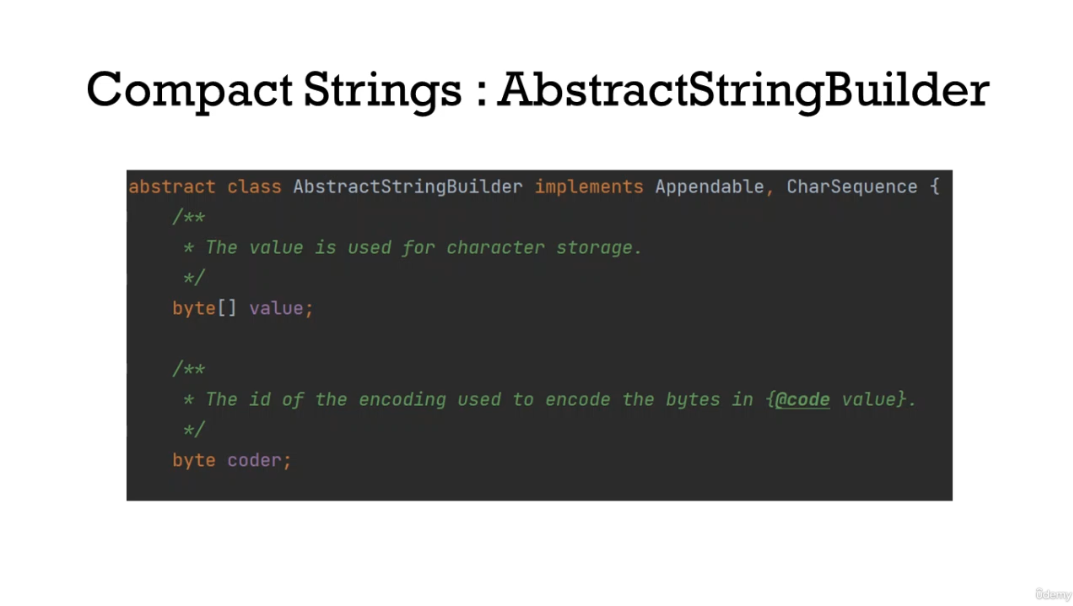 Compact Strings : AbstractStringBuilder
abstract class AbstractStringBuilder implements Appendable, CharSequence {
/**
* The value is used for character storage.
*/
byte[] value;
/**
* The id of the encoding used to encode the bytes in {@code value}.
*/
byte coder;
ûdemy